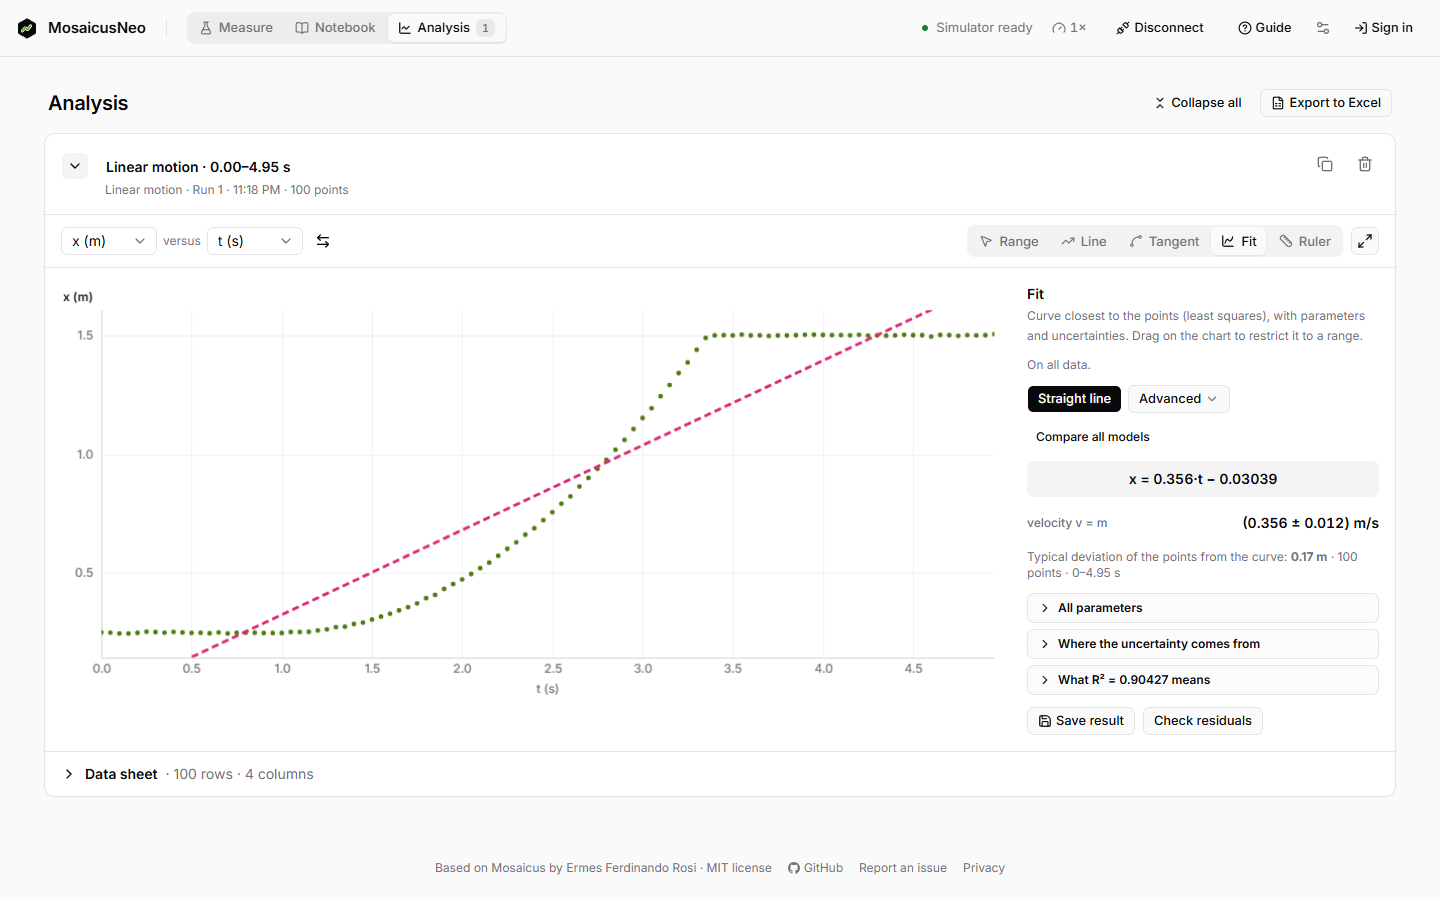 MosaicusNeo
Measure
Notebook
Analysis 1
Simulator ready
1×
Disconnect
Guide
Sign in
Analysis
Collapse all
Export to Excel
Linear motion · 0.00–4.95 s
Linear motion · Run 1 · 11:18 PM · 100 points
x (m)
versus
t (s)
Range
Line
Tangent
Fit
Ruler
x (m)
1.5
1.0
0.5
0.0 0.5 1.0 1.5 2.0 2.5 3.0 3.5 4.0 4.5
t (s)
Fit
Curve closest to the points (least squares), with parameters
and uncertainties. Drag on the chart to restrict it to a range.
On all data.
Straight line
Advanced
Compare all models
x = 0.356·t − 0.03039
velocity v = m
(0.356 ± 0.012) m/s
Typical deviation of the points from the curve: 0.17 m · 100
points · 0–4.95 s
All parameters
Where the uncertainty comes from
What R² = 0.90427 means
Save result
Check residuals
Data sheet · 100 rows · 4 columns
Based on Mosaicus by Ermes Ferdinando Rosi · MIT license
GitHub
Report an issue
Privacy